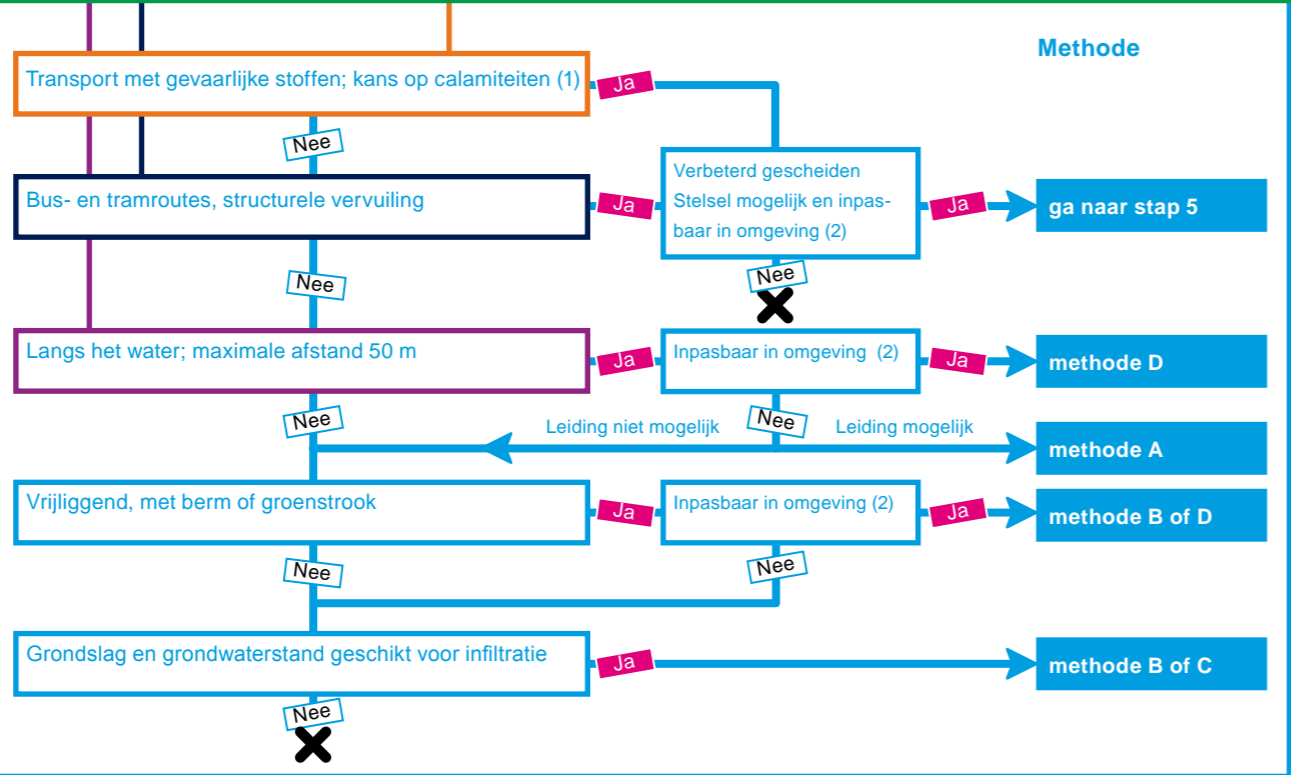 Methode
Transport met gevaarlijke stoffen; kans op calamiteiten (1)
Ja
Nee
Bus- en tramroutes, structurele vervuiling
Ja
Verbeterd gescheiden
Stelsel mogelijk en inpas-
baar in omgeving (2)
Ja
ga naar stap 5
Nee
Nee
Langs het water; maximale afstand 50 m
Ja
Inpasbaar in omgeving (2)
Ja
methode D
Nee
Nee
Leiding niet mogelijk
Leiding mogelijk
methode A
Vrijliggend, met berm of groenstrook
Ja
Inpasbaar in omgeving (2)
Ja
methode B of D
Nee
Nee
Grondslag en grondwaterstand geschikt voor infiltratie
Ja
methode B of C
Nee